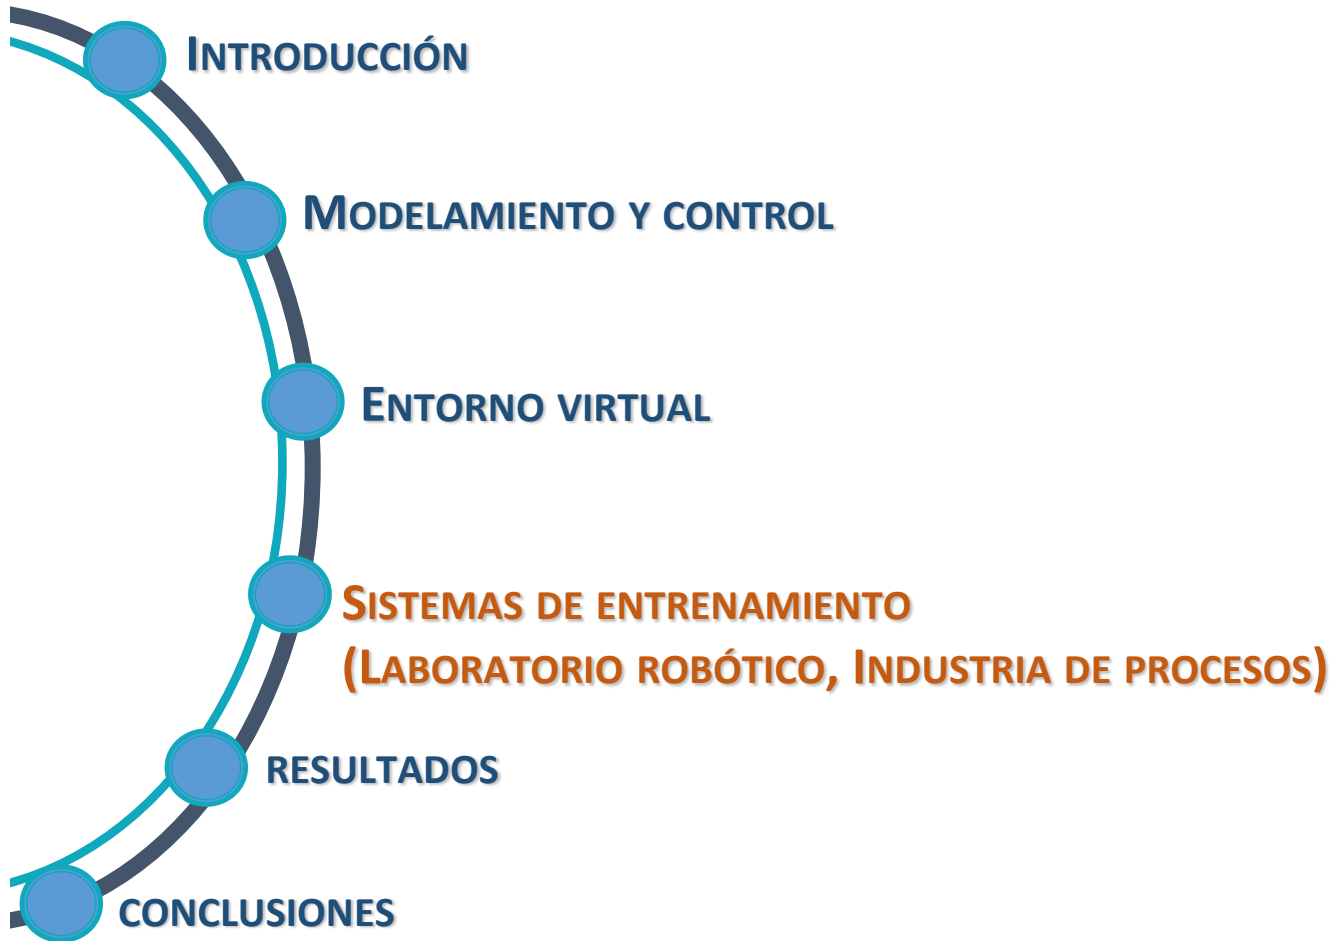 INTRODUCCIÓN
MODELAMIENTO Y CONTROL
ENTORNO VIRTUAL
SISTEMAS DE ENTRENAMIENTO
(LABORATORIO ROBÓTICO, INDUSTRIA DE PROCESOS)
RESULTADOS
CONCLUSIONES